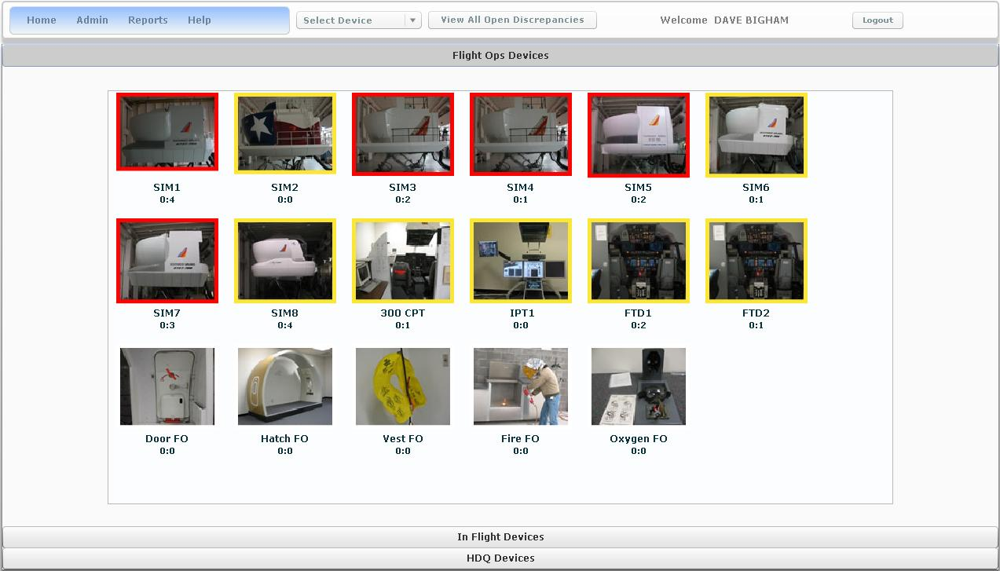 Home Admin Reports Help Select Device View All Open Discrepancies Welcome DAVE BIGHAM Logout
Flight Ops Devices
SIM1 SIM2 SIM3 SIM4 SIM5 SIM6
0:4 0:0 0:2 0:1 0:2 0:1
SIM7 SIM8 300 CPT IPT1 FTD1 FTD2
0:3 0:4 0:1 0:0 0:2 0:1
Door FO Hatch FO Vest FO Fire FO Oxygen FO
0:0 0:0 0:0 0:0 0:0
In Flight Devices
HDQ Devices